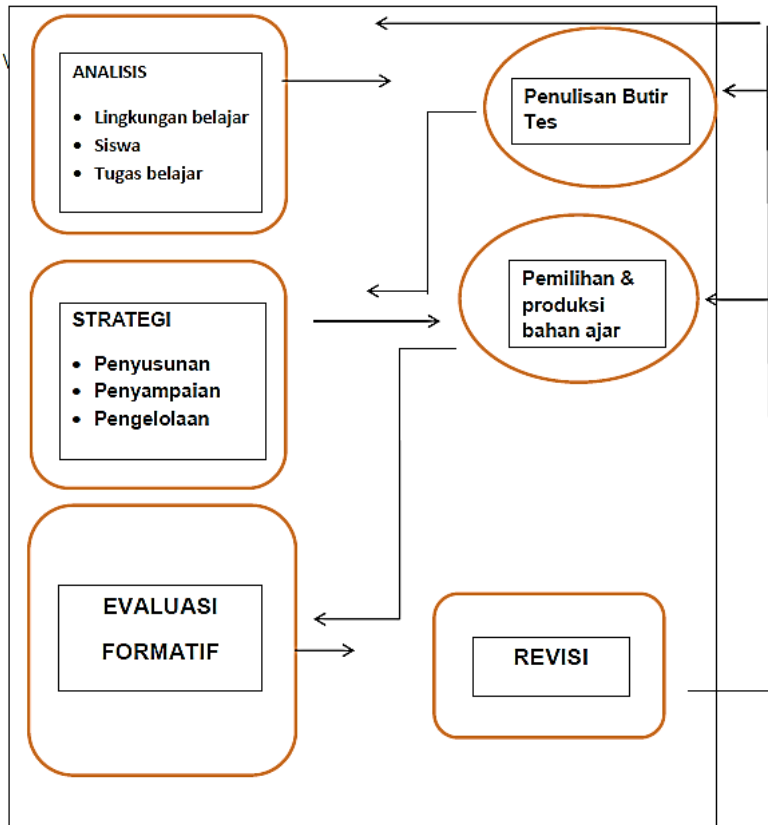 ANALISIS
• Lingkungan belajar
• Siswa
• Tugas belajar
Penulisan Butir
Tes
STRATEGI
• Penyusunan
• Penyampaian
• Pengelolaan
Pemilihan &
produksi
bahan ajar
EVALUASI
FORMATIF
REVISI